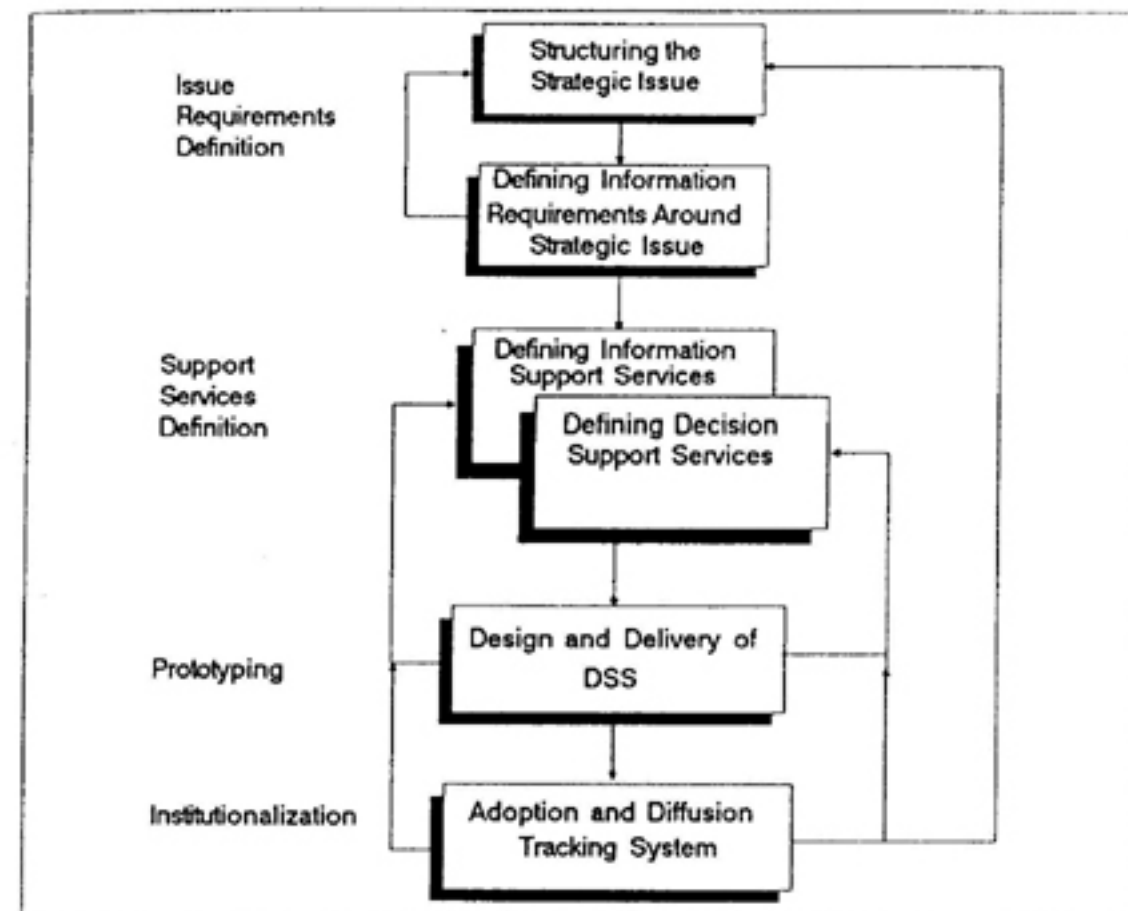 Structuring the
Strategic Issue
Issue
Requirements
Definition
Defining Information
Requirements Around
Strategic Issue
Support
Services
Definition
Defining Information
Support Services
Defining Decision
Support Services
Prototyping
Design and Delivery of
DSS
Institutionalization
Adoption and Diffusion
Tracking System